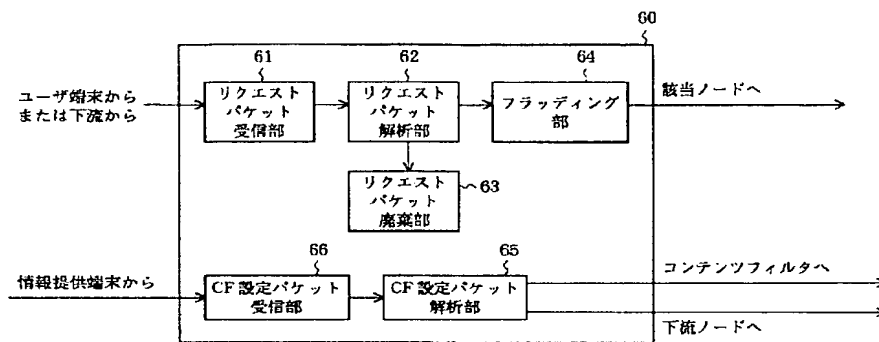 60
61
62
64
ユーザ端末から
または下流から
リクエスト
パケット
受信部
リクエスト
パケット
解析部
フラッディング
部
該当ノードへ
リクエスト
パケット
廃棄部
63
66
65
情報提供端末から
CF設定パケット
受信部
CF設定パケット
解析部
コンテンツフィルタへ
下流ノードへ